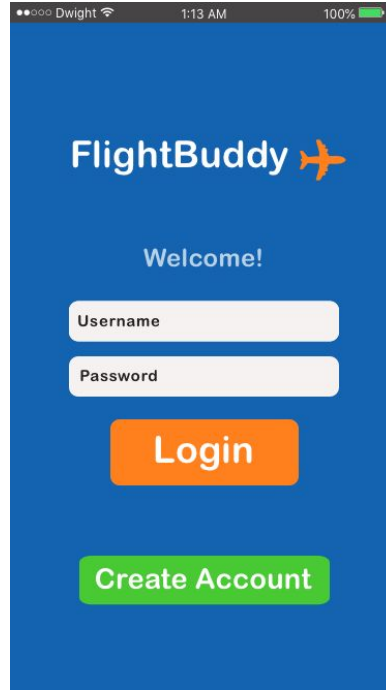 Dwight 1:13 AM 100%
FlightBuddy
Welcome!
Username
Password
Login
Create Account